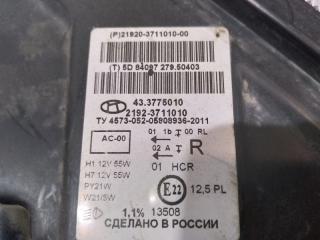 (P)21920-3711010-00
(T) 5D 84097 279.50403
43.3775010
2192-3711010
ТУ 4573-052-05808936-2011
AC-00
01 1b 00 RL
02 A
R
H1 12V 55W
01 HCR
H7 12V 55W
PY21W
W21/5W
E22
12,5 PL
1,1% 13508
СДЕЛАНО В РОССИИ